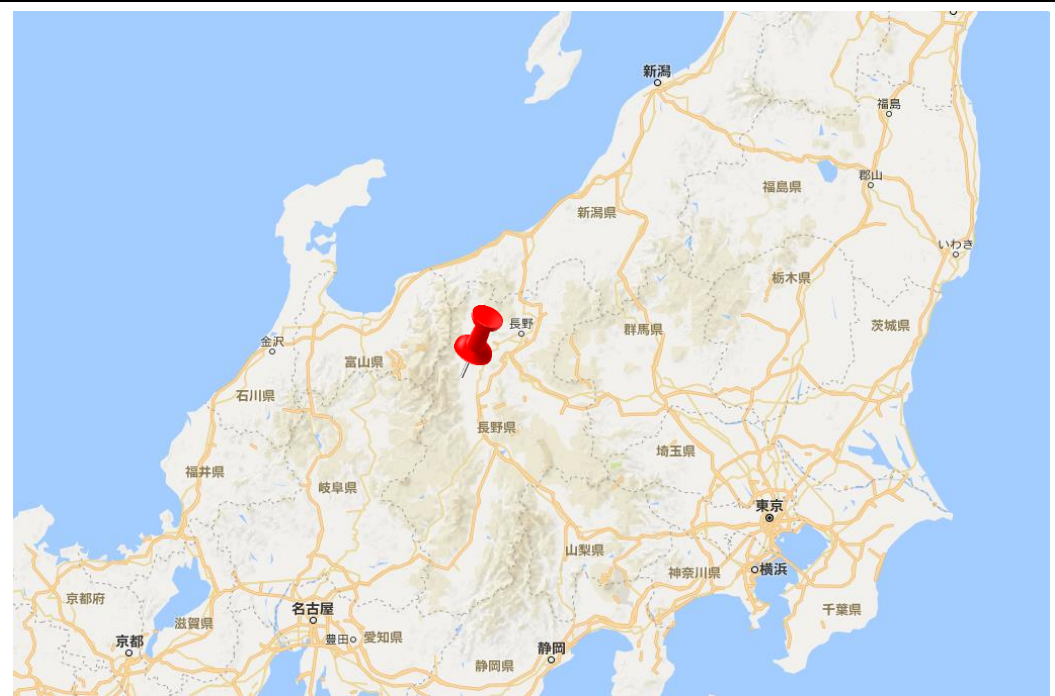 新潟
福島
郡山
福島県
新潟県
いわき
栃木県
長野
群馬県
茨城県
金沢
富山県
石川県
長野県
埼玉県
福井県
岐阜県
東京
山梨県
神奈川県
横浜
京都府
名古屋
千葉県
滋賀県
豊田
愛知県
京都
静岡
静岡県